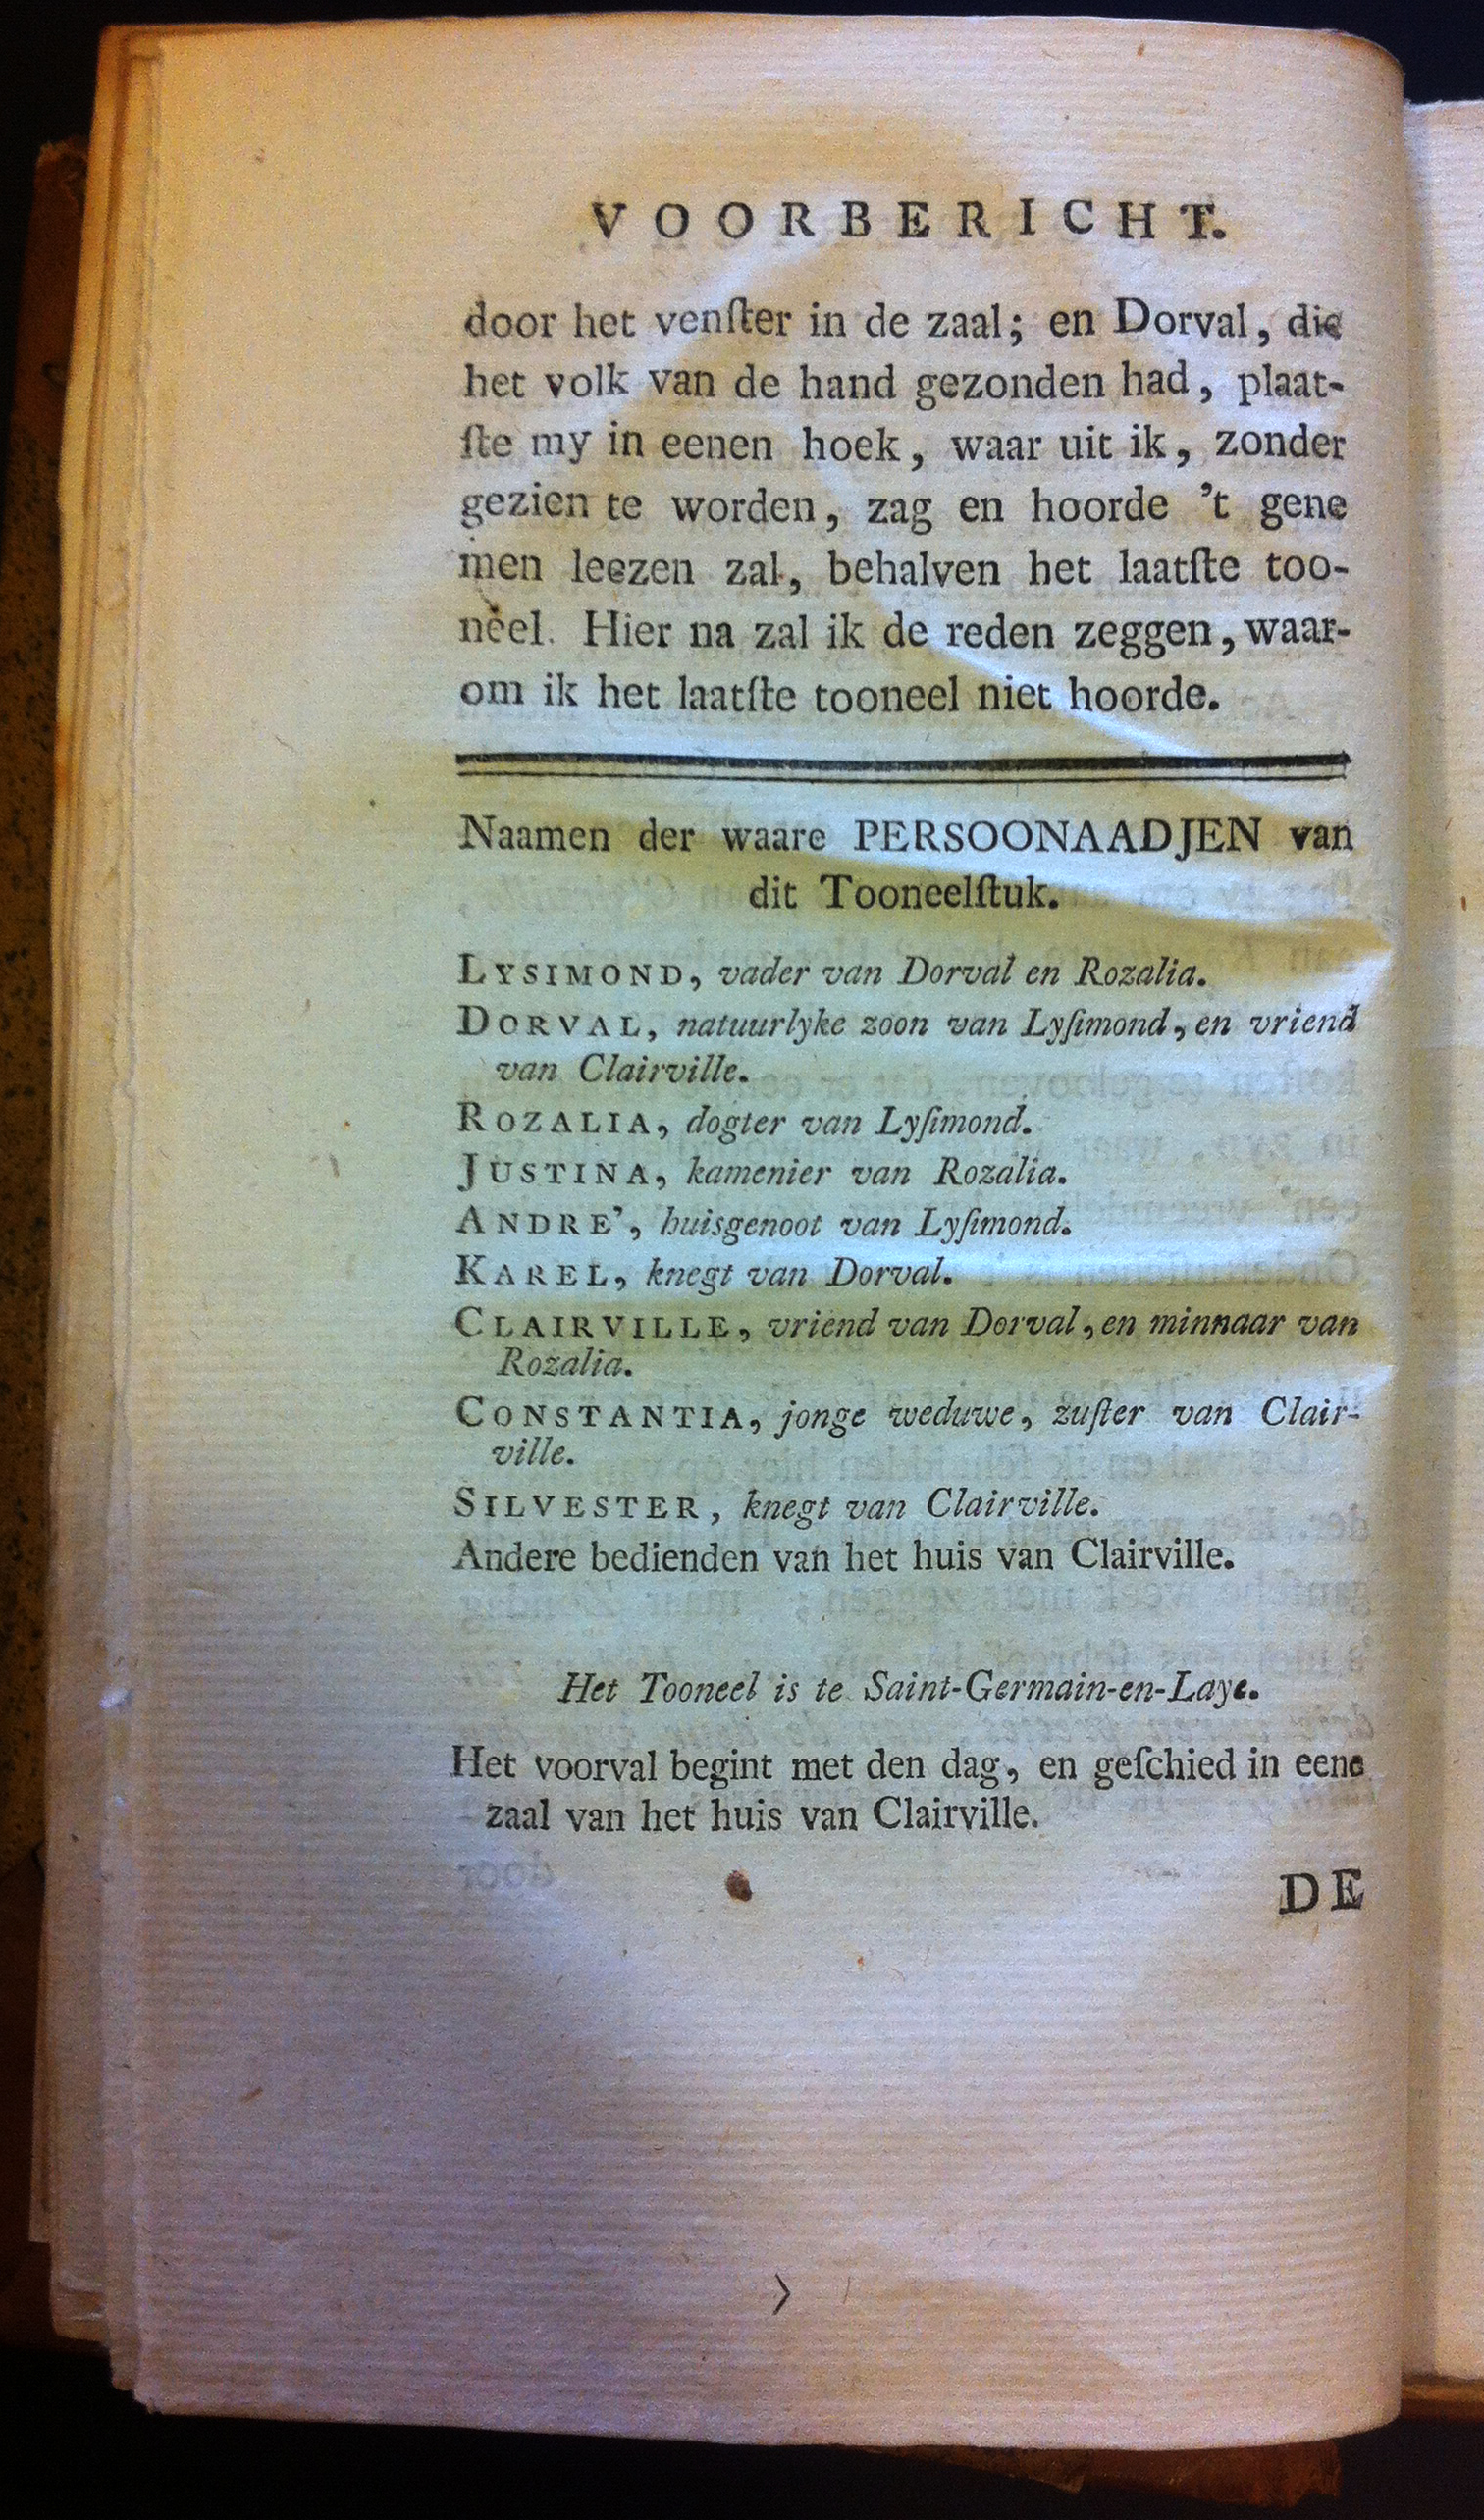 VOORBERICHT.
door het venſter in de zaal; en Dorval, die
het volk van de hand gezonden had, plaat-
ſte my in eenen hoek, waar uit ik, zonder
gezien te worden, zag en hoorde 't gene
men leezen zal, behalven het laatſte too-
neel. Hier na zal ik de reden zeggen, waar-
om ik het laatſte tooneel niet hoorde.
Naamen der waare PERSOONAADJEN van
dit Tooneelſtuk.
LYSIMOND, vader van Dorval en Rozalia.
DORVAL, natuurlyke zoon van Lyſimond, en vriend
van Clairville.
ROZALIA, dogter van Lyſimond.
JUSTINA, kamenier van Rozalia.
ANDRE', huisgenoot van Lyſimond.
KAREL, knegt van Dorval.
CLAIRVILLE, vriend van Dorval, en minnaar van
Rozalia.
CONSTANTIA, jonge weduwe, zuſter van Clair-
ville.
SILVESTER, knegt van Clairville.
Andere bedienden van het huis van Clairville.
Het Tooneel is te Saint-Germain-en-Laye.
Het voorval begint met den dag, en geſchied in eene
zaal van het huis van Clairville.
DE